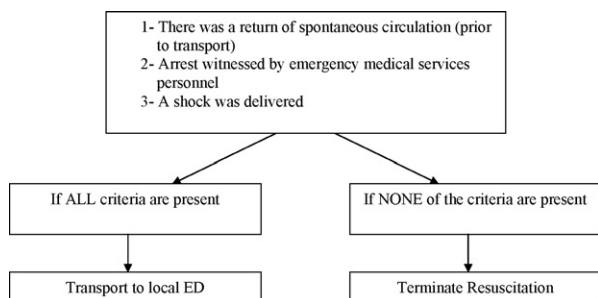 1- There was a return of spontaneous circulation (prior
to transport)
2- Arrest witnessed by emergency medical services
personnel
3- A shock was delivered
If ALL criteria are present
If NONE of the criteria are present
Transport to local ED
Terminate Resuscitation